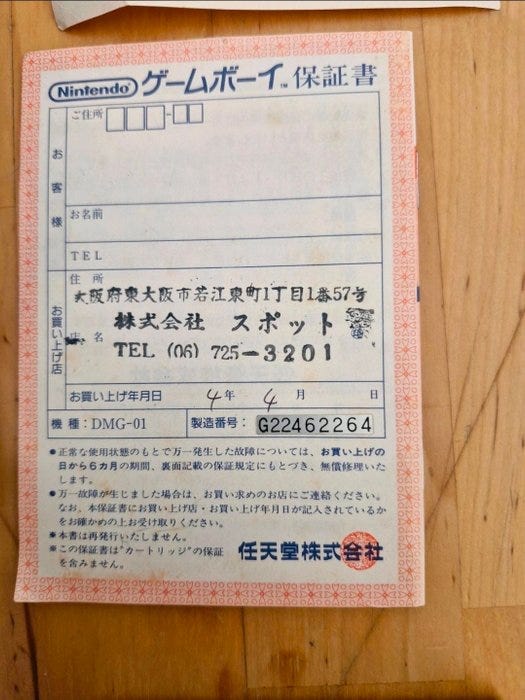 Nintendo ゲームボーイ™ 保証書
お客様
ご住所
お名前
TEL
お買い上げ店
住所
大阪府東大阪市若江東町1丁目1番57号
店名
株式会社 スポット
TEL (06) 725-3201
お買い上げ年月日 4年 4月 日
機種:DMG-01 製造番号:G22462264
●正常な使用状態のもとで万一発生した故障については、お買い上げの
日から6カ月の期間、裏面記載の保証規定にもとづき、無償修理いた
します。
●万一故障が生じました場合は、お買い求めのお店にご連絡ください。
なお、本保証書にお買い上げ店・お買い上げ年月日が記入されているか
をお確かめの上お受け取りください。
※本書は再発行いたしません。
※この保証書は"カートリッジ"の保証
を含みません。
任天堂株式会社